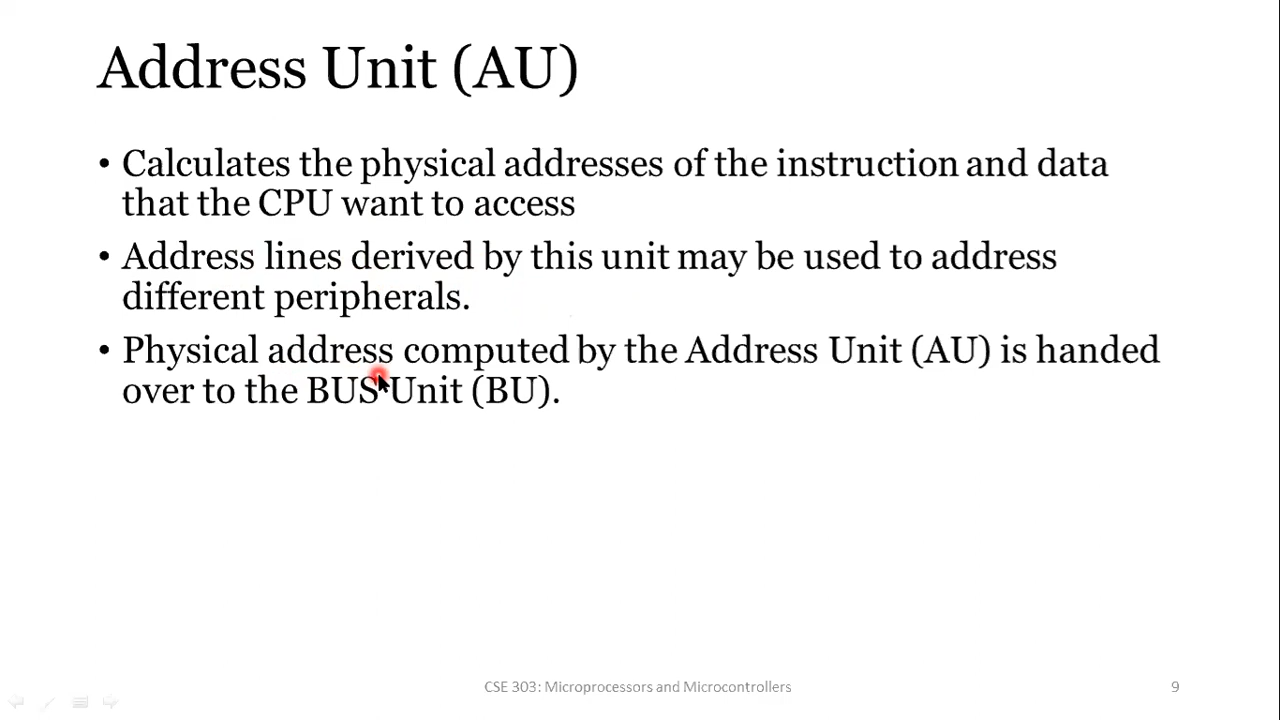 Address Unit (AU)
• Calculates the physical addresses of the instruction and data
that the CPU want to access
• Address lines derived by this unit may be used to address
different peripherals.
• Physical address computed by the Address Unit (AU) is handed
over to the BUS Unit (BU).
CSE 303: Microprocessors and Microcontrollers
9